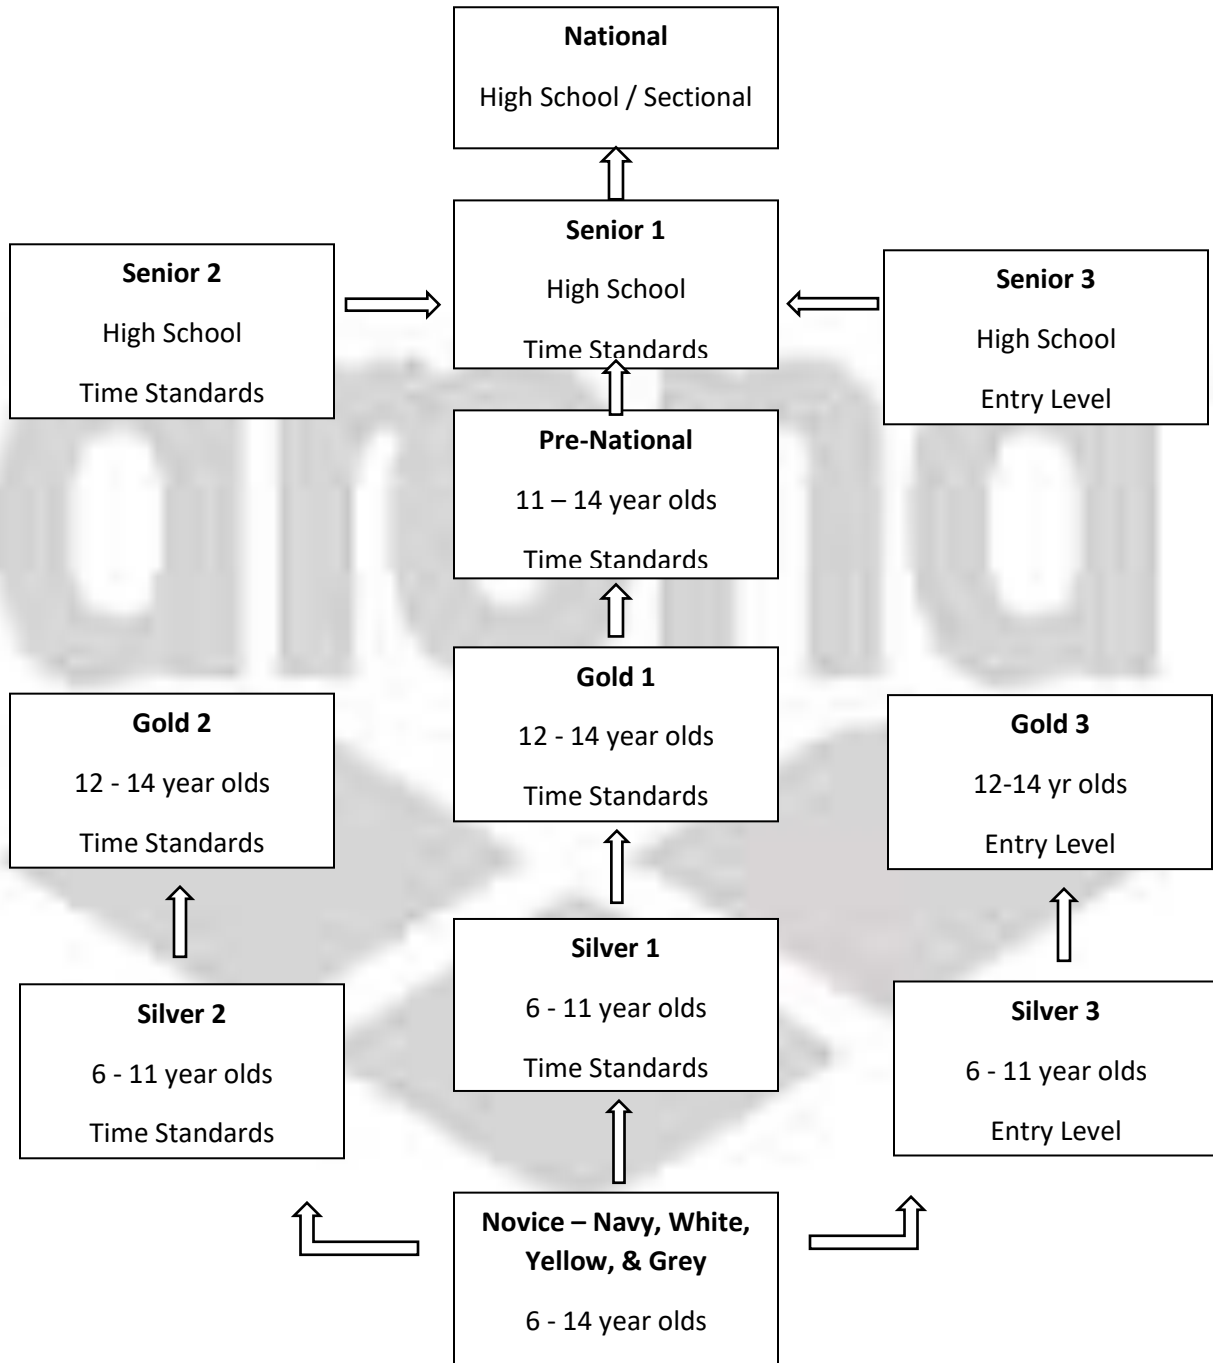 National
High School / Sectional
Senior 1
High School
Time Standards
Senior 2
High School
Time Standards
Senior 3
High School
Entry Level
Pre-National
11 – 14 year olds
Time Standards
Gold 1
12 - 14 year olds
Time Standards
Gold 2
12 - 14 year olds
Time Standards
Gold 3
12-14 yr olds
Entry Level
Silver 1
6 - 11 year olds
Time Standards
Silver 2
6 - 11 year olds
Time Standards
Silver 3
6 - 11 year olds
Entry Level
Novice – Navy, White,
Yellow, & Grey
6 - 14 year olds
arena